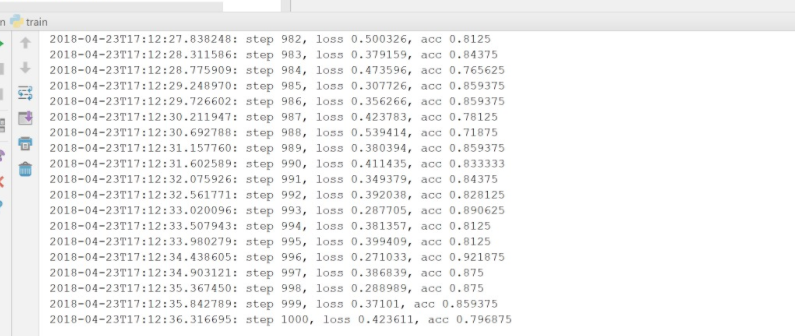 train
2018-04-23T17:12:27.838248: step 982, loss 0.500326, acc 0.8125
2018-04-23T17:12:28.311586: step 983, loss 0.379159, acc 0.84375
2018-04-23T17:12:28.775909: step 984, loss 0.473596, acc 0.765625
2018-04-23T17:12:29.248970: step 985, loss 0.307726, acc 0.859375
2018-04-23T17:12:29.726602: step 986, loss 0.356266, acc 0.859375
2018-04-23T17:12:30.211947: step 987, loss 0.423783, acc 0.78125
2018-04-23T17:12:30.692788: step 988, loss 0.539414, acc 0.71875
2018-04-23T17:12:31.157760: step 989, loss 0.380394, acc 0.859375
2018-04-23T17:12:31.602589: step 990, loss 0.411435, acc 0.833333
2018-04-23T17:12:32.075926: step 991, loss 0.349379, acc 0.84375
2018-04-23T17:12:32.561771: step 992, loss 0.392038, acc 0.828125
2018-04-23T17:12:33.020096: step 993, loss 0.287705, acc 0.890625
2018-04-23T17:12:33.507943: step 994, loss 0.381357, acc 0.8125
2018-04-23T17:12:33.980279: step 995, loss 0.399409, acc 0.8125
2018-04-23T17:12:34.438605: step 996, loss 0.271033, acc 0.921875
2018-04-23T17:12:34.903121: step 997, loss 0.386839, acc 0.875
2018-04-23T17:12:35.367450: step 998, loss 0.288989, acc 0.875
2018-04-23T17:12:35.842789: step 999, loss 0.37101, acc 0.859375
2018-04-23T17:12:36.316695: step 1000, loss 0.423611, acc 0.796875